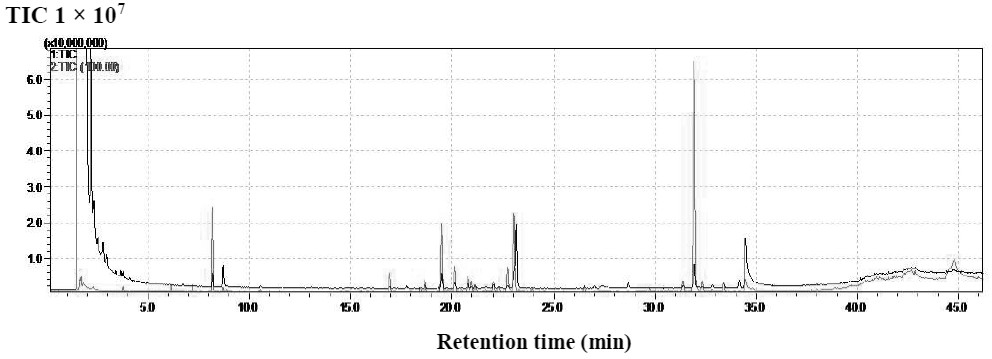 TIC 1 × 10⁷
(x10,000,000)
1:TIC
2:TIC (100.00)
6.0
5.0
4.0
3.0
2.0
1.0
5.0 10.0 15.0 20.0 25.0 30.0 35.0 40.0 45.0
Retention time (min)